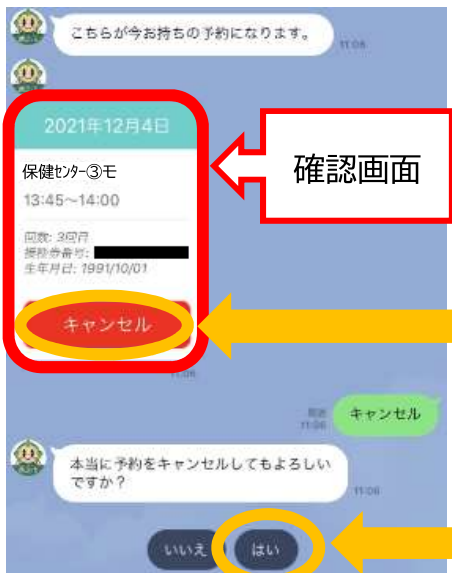 こちらが今お持ちの予約になります。
11:06
2021年12月4日
保健センター③モ
13:45~14:00
回数: 3回目
接種券番号:
生年月日: 1991/10/01
キャンセル
11:06
確認画面
既読
11:06
キャンセル
本当に予約をキャンセルしてもよろしい
ですか?
11:06
いいえ
はい